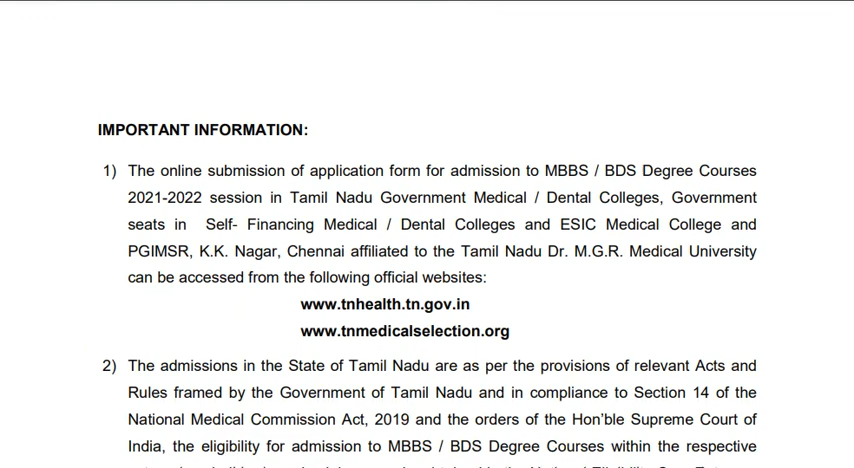 IMPORTANT INFORMATION:
1) The online submission of application form for admission to MBBS / BDS Degree Courses
2021-2022 session in Tamil Nadu Government Medical / Dental Colleges, Government
seats in Self- Financing Medical / Dental Colleges and ESIC Medical College and
PGIMSR, K.K. Nagar, Chennai affiliated to the Tamil Nadu Dr. M.G.R. Medical University
can be accessed from the following official websites:
www.tnhealth.tn.gov.in
www.tnmedicalselection.org
2) The admissions in the State of Tamil Nadu are as per the provisions of relevant Acts and
Rules framed by the Government of Tamil Nadu and in compliance to Section 14 of the
National Medical Commission Act, 2019 and the orders of the Hon'ble Supreme Court of
India, the eligibility for admission to MBBS / BDS Degree Courses within the respective